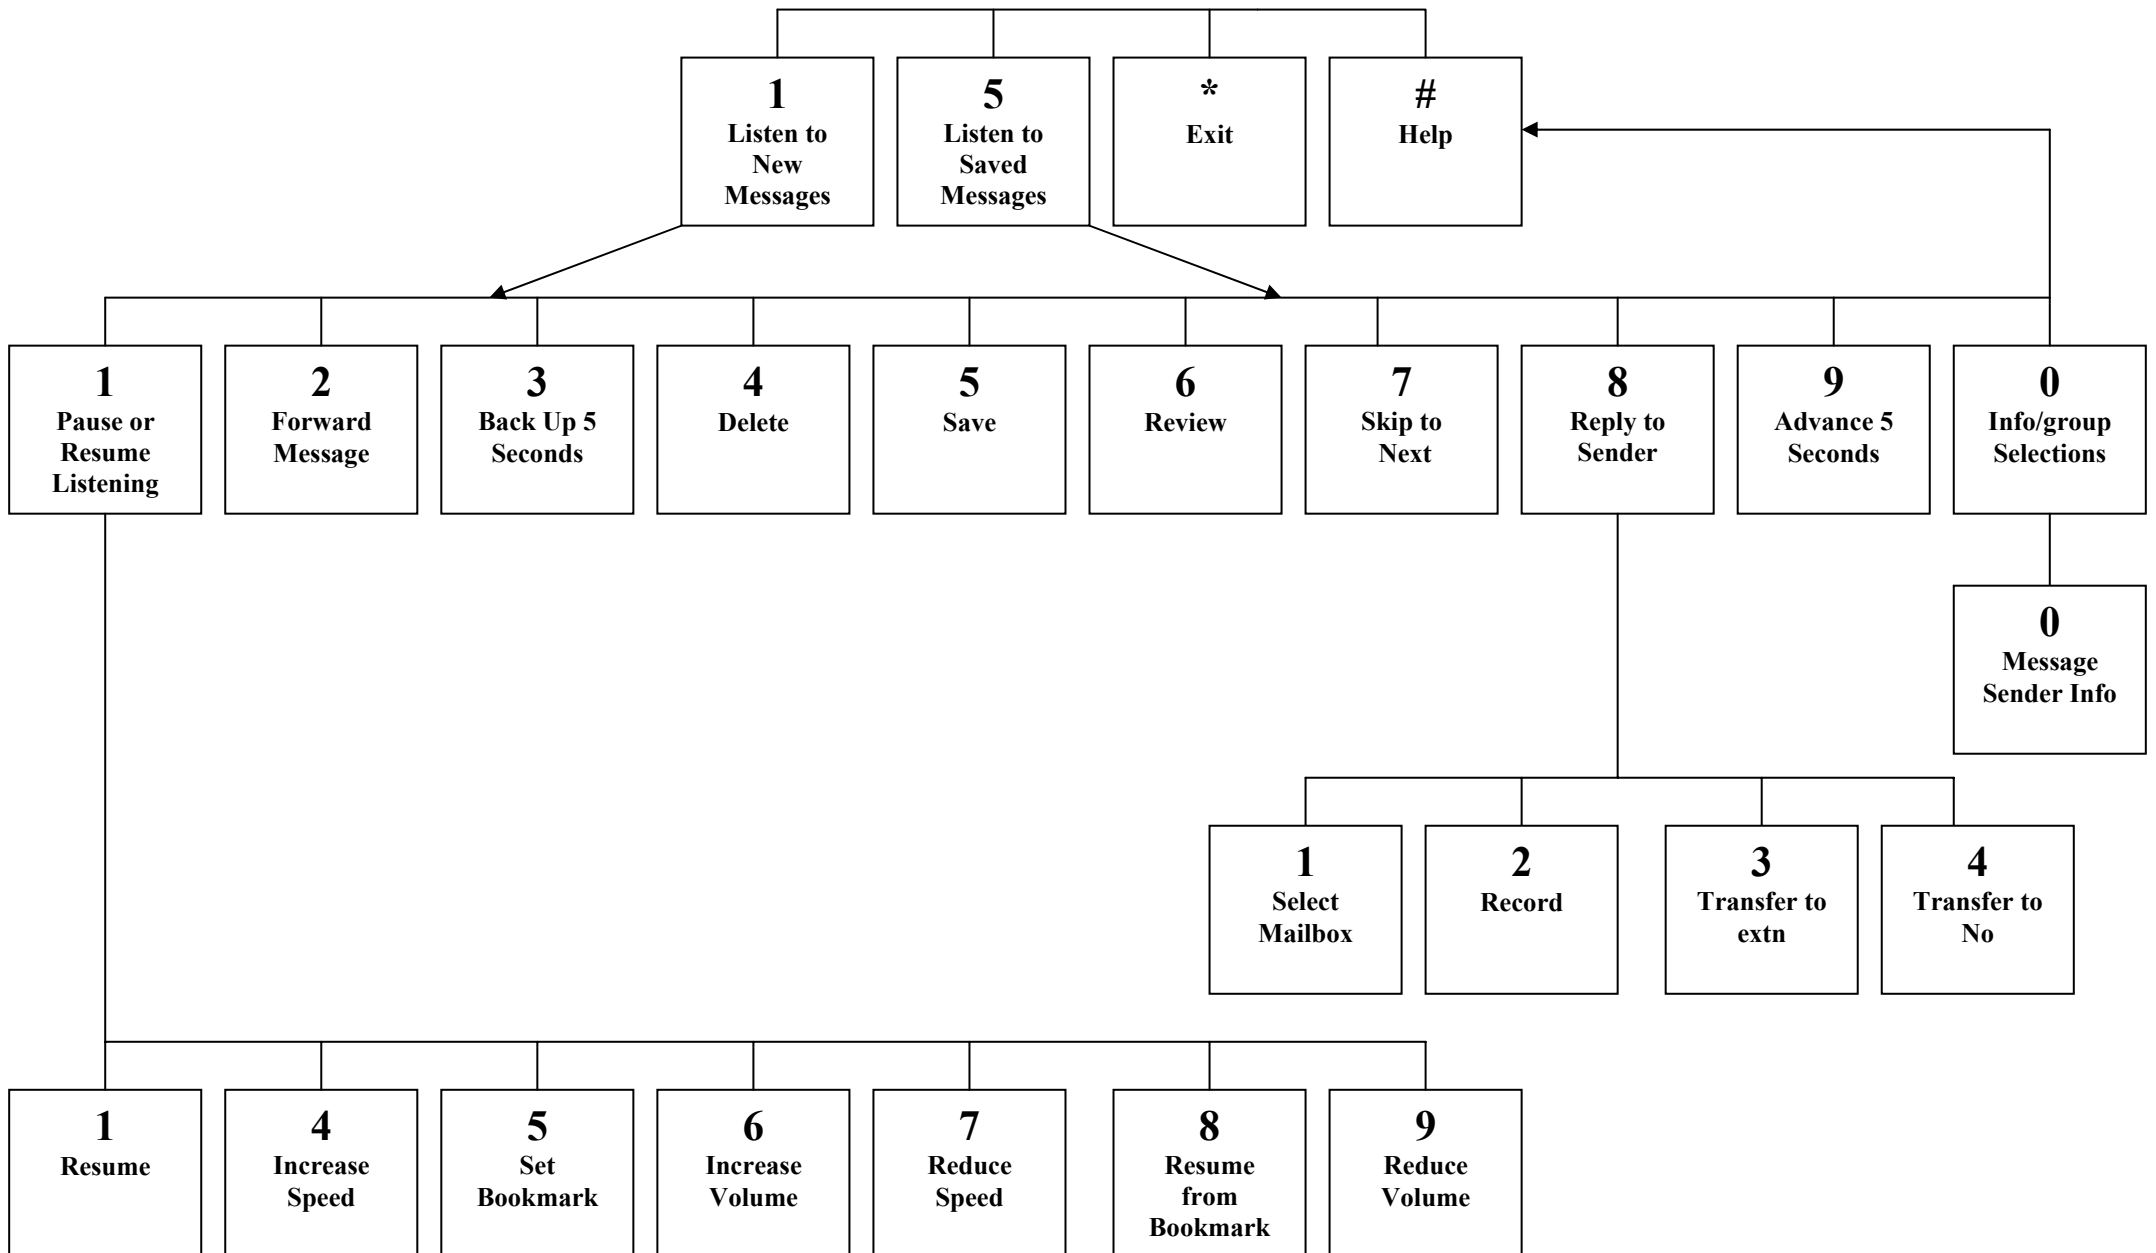 1
Listen to
New
Messages
5
Listen to
Saved
Messages
*
Exit
#
Help
1
Pause or
Resume
Listening
2
Forward
Message
3
Back Up 5
Seconds
4
Delete
5
Save
6
Review
7
Skip to
Next
8
Reply to
Sender
9
Advance 5
Seconds
0
Info/group
Selections
0
Message
Sender Info
1
Select
Mailbox
2
Record
3
Transfer to
extn
4
Transfer to
No
1
Resume
4
Increase
Speed
5
Set
Bookmark
6
Increase
Volume
7
Reduce
Speed
8
Resume
from
Bookmark
9
Reduce
Volume